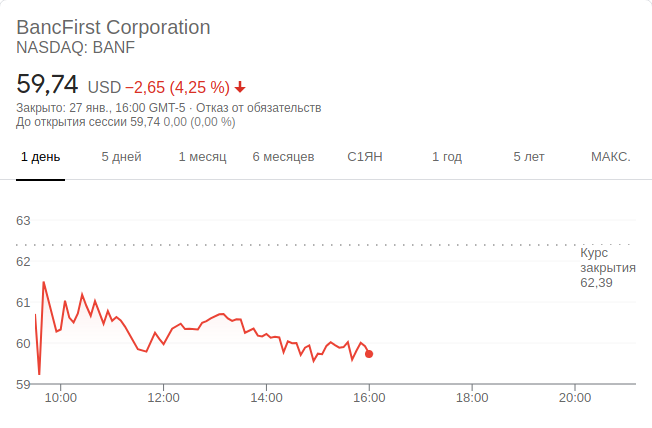 BancFirst Corporation
NASDAQ: BANF
59,74 USD −2,65 (4,25 %)
Закрыто: 27 янв., 16:00 GMT-5 · Отказ от обязательств
До открытия сессии 59,74 0,00 (0,00 %)
1 день 5 дней 1 месяц 6 месяцев С1ЯН 1 год 5 лет МАКС.
63
Курс
закрытия
62,39
62
61
60
59
10:00 12:00 14:00 16:00 18:00 20:00